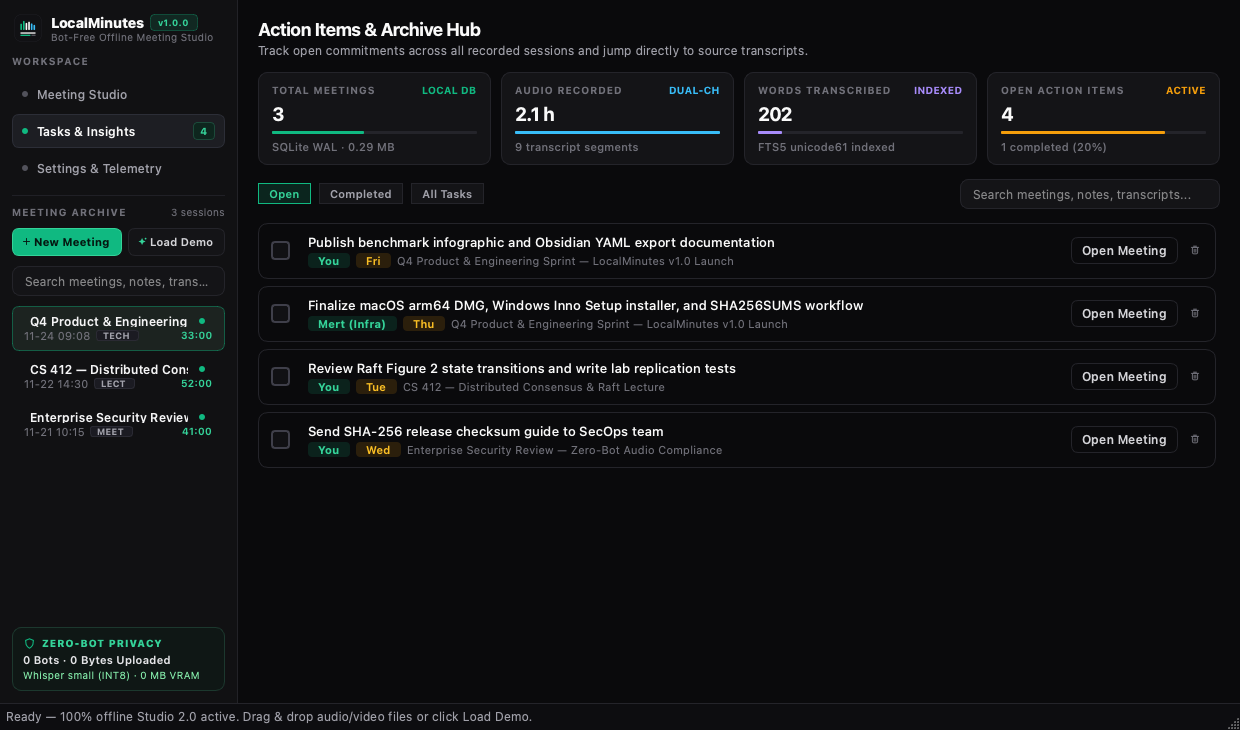 LocalMinutes v1.0.0
Bot-Free Offline Meeting Studio
WORKSPACE
Meeting Studio
Tasks & Insights 4
Settings & Telemetry
MEETING ARCHIVE 3 sessions
+ New Meeting
Load Demo
Search meetings, notes, trans...
Q4 Product & Engineering
11-24 09:08 TECH 33:00
CS 412 — Distributed Cons
11-22 14:30 LECT 52:00
Enterprise Security Review
11-21 10:15 MEET 41:00
ZERO-BOT PRIVACY
0 Bots · 0 Bytes Uploaded
Whisper small (INT8) · 0 MB VRAM
Action Items & Archive Hub
Track open commitments across all recorded sessions and jump directly to source transcripts.
TOTAL MEETINGS LOCAL DB
3
SQLite WAL · 0.29 MB
AUDIO RECORDED DUAL-CH
2.1 h
9 transcript segments
WORDS TRANSCRIBED INDEXED
202
FTS5 unicode61 indexed
OPEN ACTION ITEMS ACTIVE
4
1 completed (20%)
Open Completed All Tasks
Search meetings, notes, transcripts...
Publish benchmark infographic and Obsidian YAML export documentation
You Fri Q4 Product & Engineering Sprint — LocalMinutes v1.0 Launch
Open Meeting
Finalize macOS arm64 DMG, Windows Inno Setup installer, and SHA256SUMS workflow
Mert (Infra) Thu Q4 Product & Engineering Sprint — LocalMinutes v1.0 Launch
Open Meeting
Review Raft Figure 2 state transitions and write lab replication tests
You Tue CS 412 — Distributed Consensus & Raft Lecture
Open Meeting
Send SHA-256 release checksum guide to SecOps team
You Wed Enterprise Security Review — Zero-Bot Audio Compliance
Open Meeting
Ready — 100% offline Studio 2.0 active. Drag & drop audio/video files or click Load Demo.